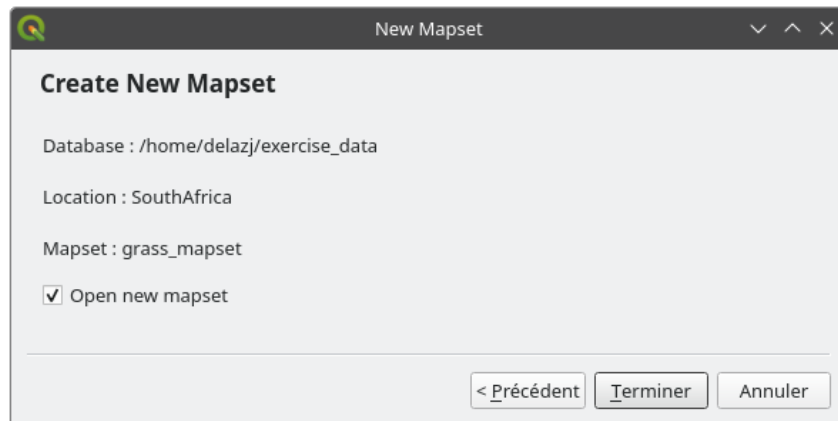 New Mapset
Create New Mapset
Database : /home/delazj/exercise_data
Location : SouthAfrica
Mapset : grass_mapset
Open new mapset
< Précédent Terminer Annuler